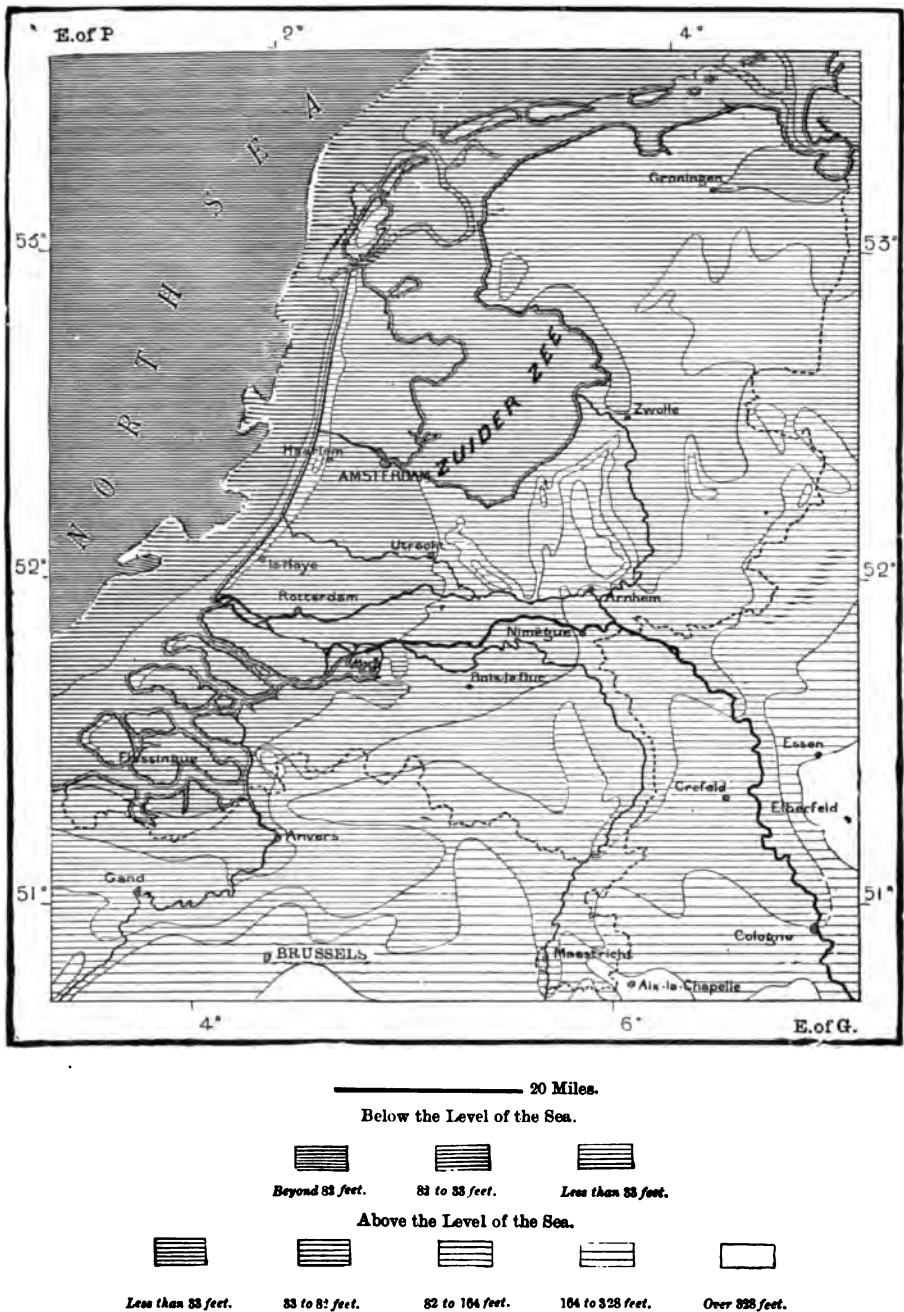 E. of P
2°
4°
NORTH SEA
Groningen
53°
53°
ZUIDER ZEE
Zwolle
Haarlem
AMSTERDAM
Utrecht
la Haye
52°
52°
Rotterdam
Arnhem
Nimègue
Bois-le-Duc
Flessingue
Essen
Crefeld
Elberfeld
Anvers
Gand
51°
51°
Cologne
BRUSSELS
Maastricht
Aix-la-Chapelle
4°
6°
E. of G.
20 Miles.
Below the Level of the Sea.
Beyond 82 feet.
82 to 33 feet.
Less than 33 feet.
Above the Level of the Sea.
Less than 33 feet.
33 to 82 feet.
82 to 164 feet.
164 to 328 feet.
Over 328 feet.